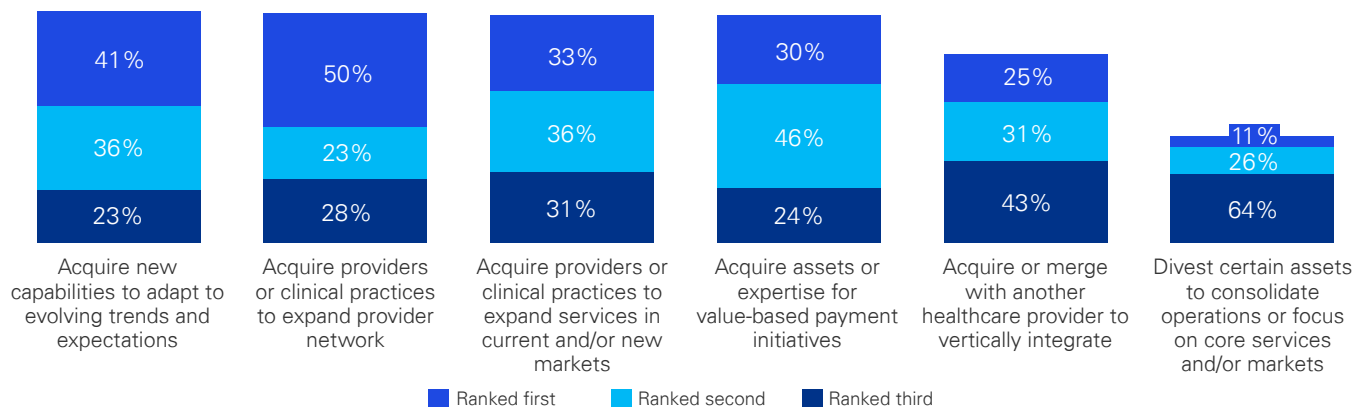 41%
36%
23%
Acquire new
capabilities to adapt to
evolving trends and
expectations
50%
23%
28%
Acquire providers
or clinical practices
to expand provider
network
33%
36%
31%
Acquire providers or
clinical practices to
expand services in
current and/or new
markets
30%
46%
24%
Acquire assets or
expertise for
value-based payment
initiatives
25%
31%
43%
Acquire or merge
with another
healthcare provider to
vertically integrate
11%
26%
64%
Divest certain assets
to consolidate
operations or focus
on core services
and/or markets
Ranked first
Ranked second
Ranked third